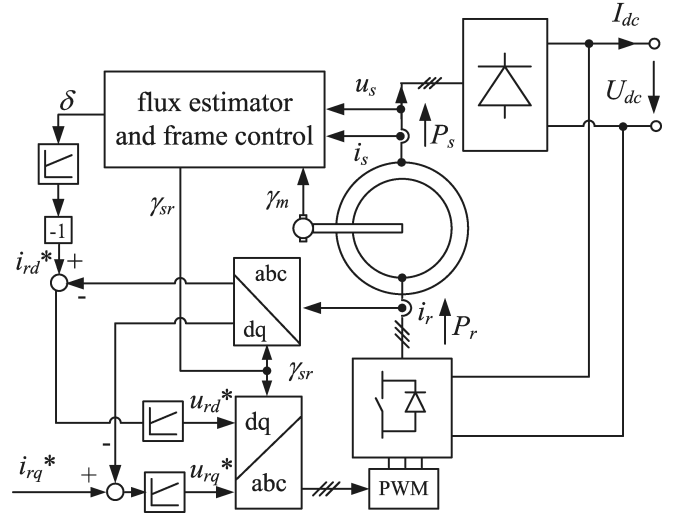 I_dc
u_s
U_dc
δ
flux estimator
and frame control
P_s
i_s
γ_sr
γ_m
-1
i_rd* +
-
abc
dq
i_r
P_r
γ_sr
u_rd*
dq
-
i_rq* +
u_rq*
abc
PWM